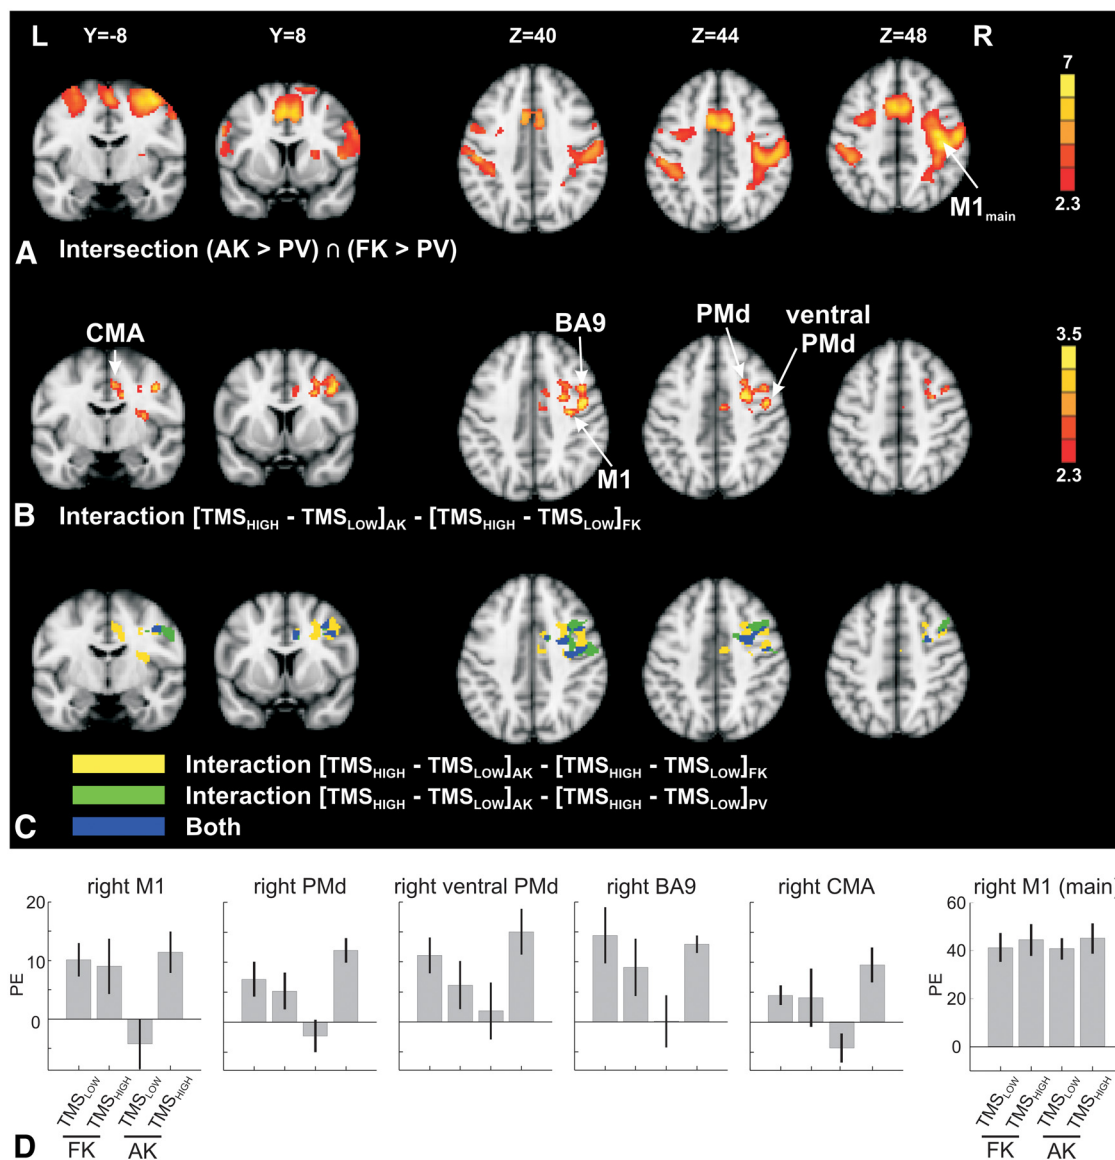 L Y=-8 Y=8 Z=40 Z=44 Z=48 R
7
2.3
M1main
A Intersection (AK > PV) ∩ (FK > PV)
CMA
BA9
PMd
ventral
PMd
M1
3.5
2.3
B Interaction [TMSHIGH - TMSLOW]AK - [TMSHIGH - TMSLOW]FK
Interaction [TMSHIGH - TMSLOW]AK - [TMSHIGH - TMSLOW]FK
Interaction [TMSHIGH - TMSLOW]AK - [TMSHIGH - TMSLOW]PV
C Both
right M1 right PMd right ventral PMd right BA9 right CMA right M1 (main)
20
10
0
PE
60
40
20
0
PE
TMSLOW TMSHIGH TMSLOW TMSHIGH
FK AK
TMSLOW TMSHIGH TMSLOW TMSHIGH
FK AK
D